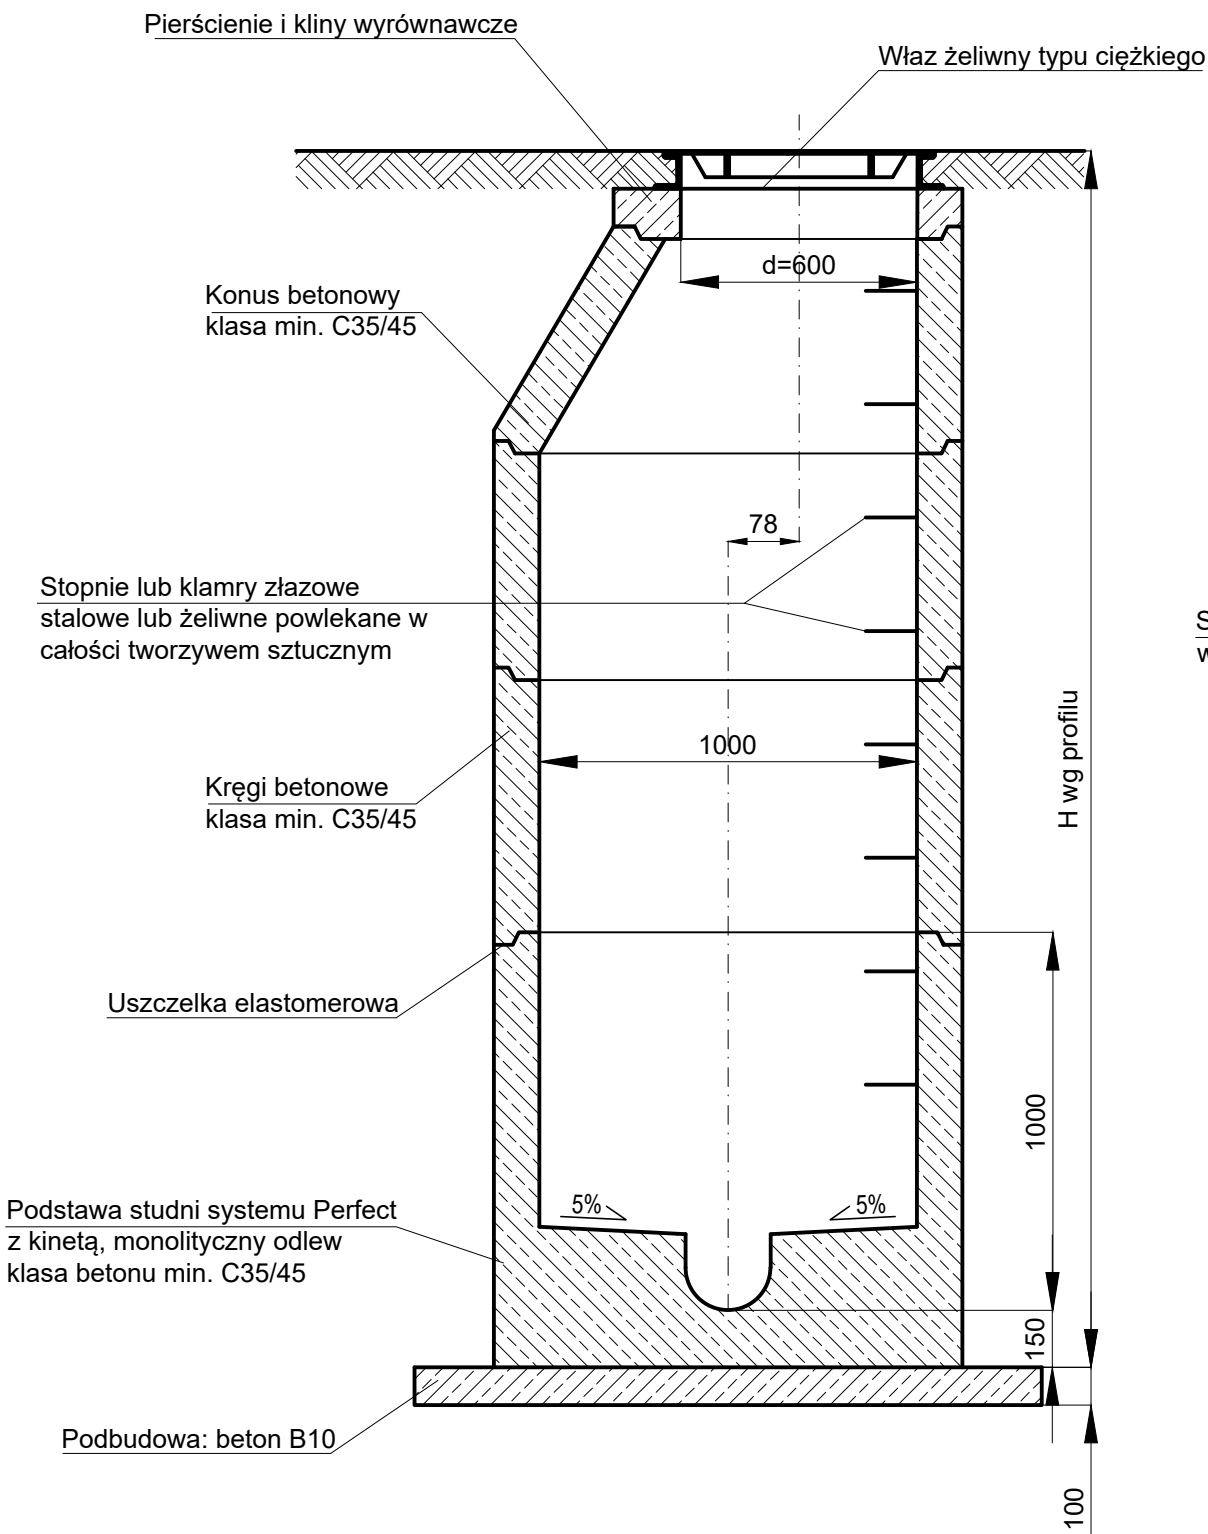 Pierścienie i kliny wyrównawcze
Właz żeliwny typu ciężkiego
d=600
Konus betonowy
klasa min. C35/45
78
Stopnie lub klamry złazowe
stalowe lub żeliwne powlekane w
całości tworzywem sztucznym
S
w
H wg profilu
1000
Kręgi betonowe
klasa min. C35/45
Uszczelka elastomerowa
1000
5%
5%
Podstawa studni systemu Perfect
z kinetą, monolityczny odlew
klasa betonu min. C35/45
150
Podbudowa: beton B10
100